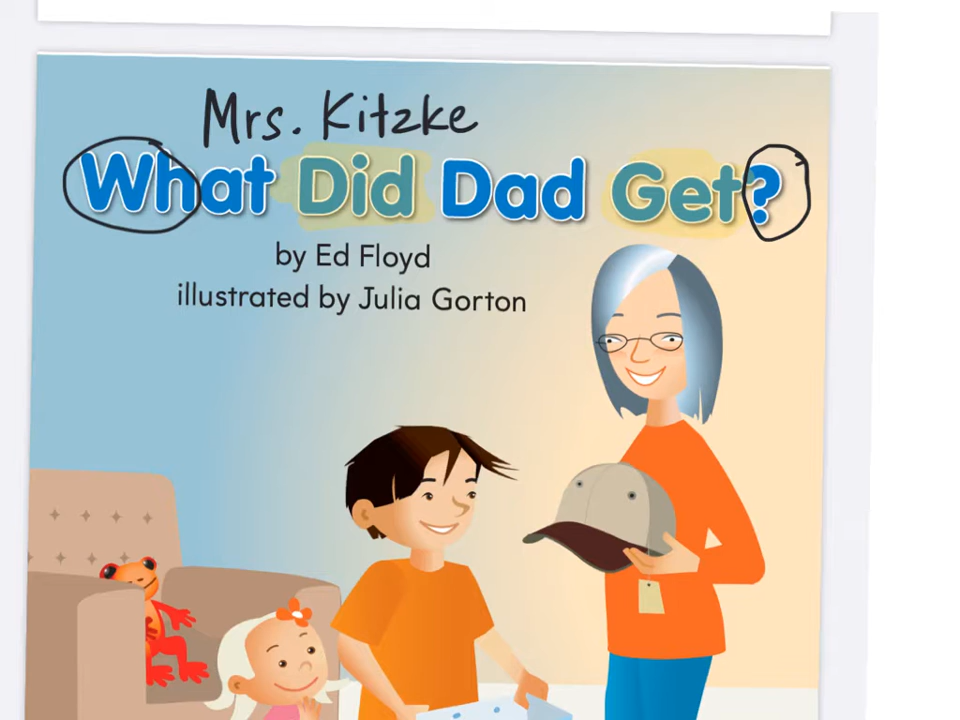 Mrs. Kitzke
What Did Dad Get?
by Ed Floyd
illustrated by Julia Gorton